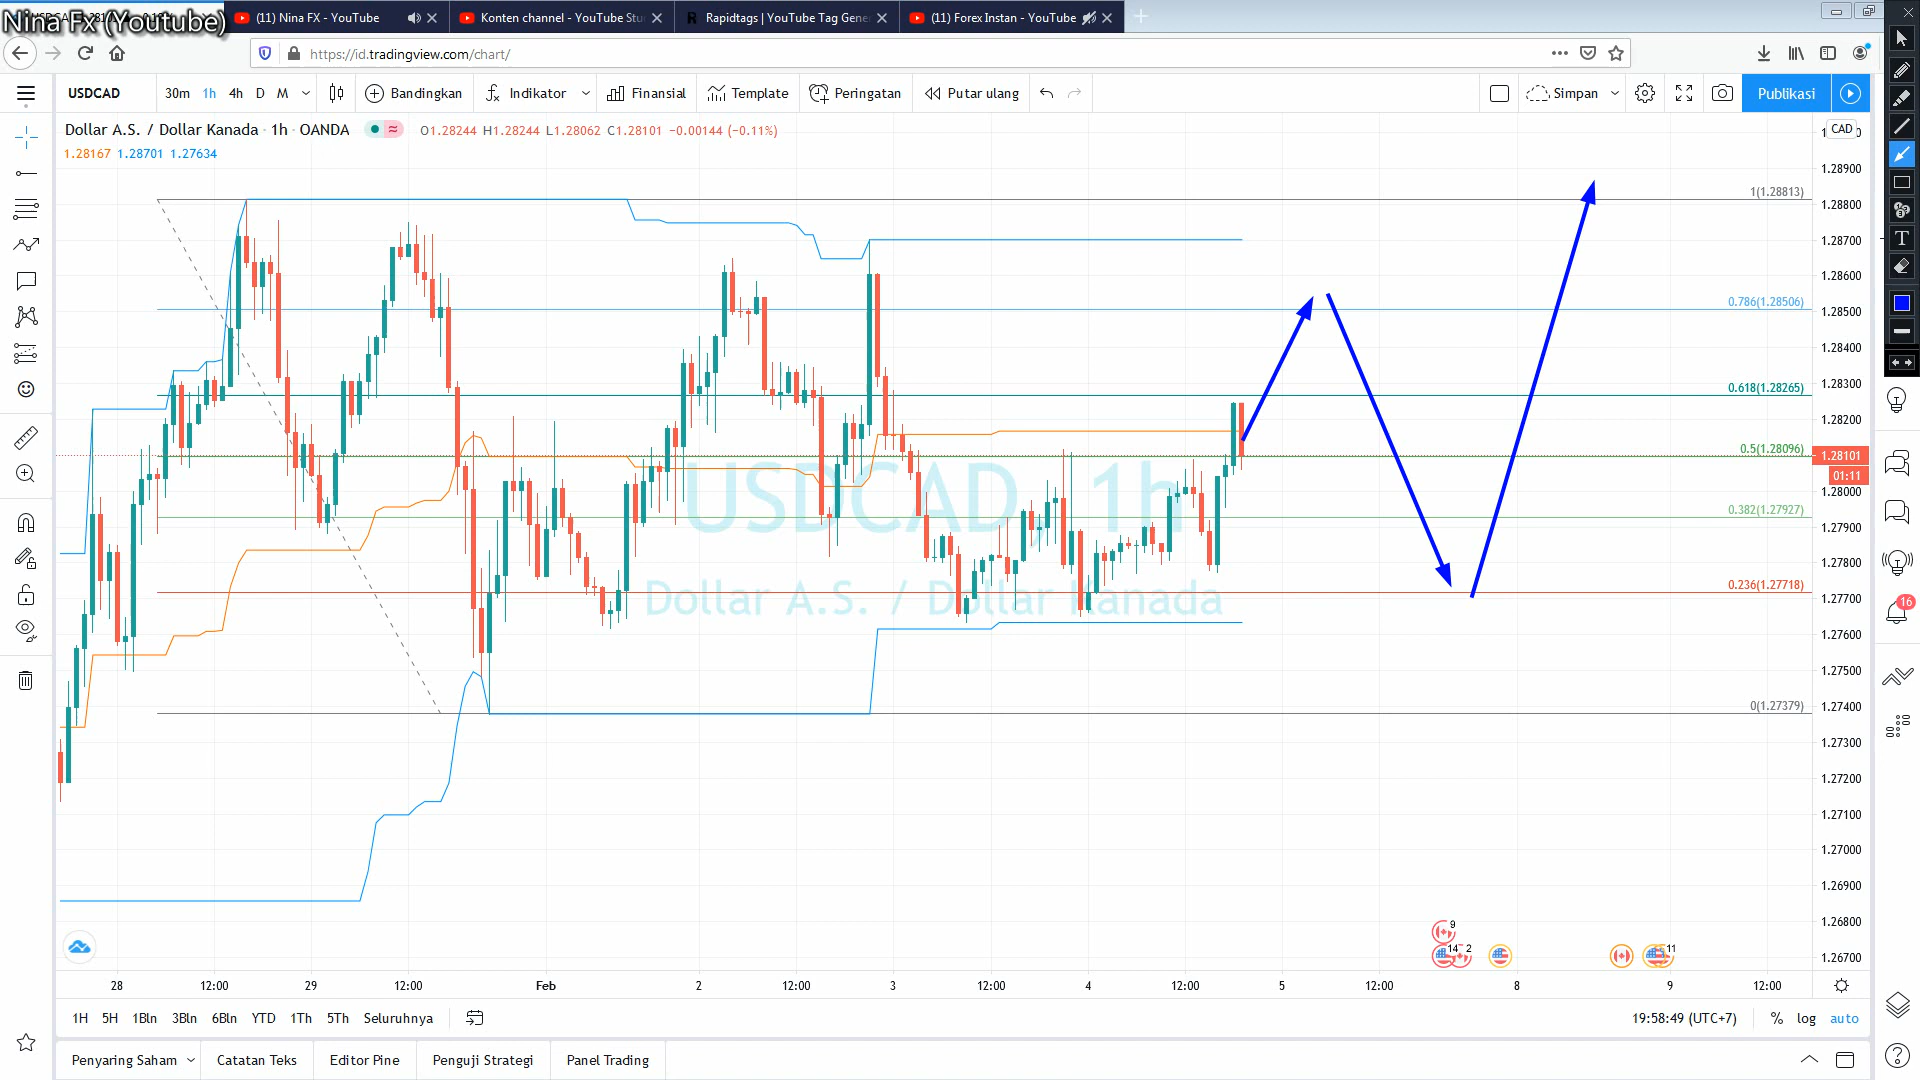 Nina Fx (Youtube)
(11) Nina FX - YouTube
Konten channel - YouTube Stu
Rapidtags | YouTube Tag Gene
(11) Forex Instan - YouTube
https://id.tradingview.com/chart/
USDCAD 30m 1h 4h D M Bandingkan Indikator Finansial Template Peringatan Putar ulang Simpan Publikasi
Dollar A.S. / Dollar Kanada · 1h · OANDA O1.28244 H1.28244 L1.28062 C1.28101 −0.00144 (−0.11%)
CAD
1.28167 1.28701 1.27634
1.28900
1(1.28813)
1.28800
1.28700
1.28600
0.786(1.28506)
1.28500
1.28400
1.28300
0.618(1.28265)
1.28200
0.5(1.28096)
1.28101
01:11
USDCAD, 1h
1.28000
0.382(1.27927)
1.27900
1.27800
0.236(1.27718)
Dollar A.S. / Dollar Kanada
1.27700
16
1.27600
1.27500
1.27400
0(1.27379)
1.27300
1.27200
1.27100
1.27000
1.26900
1.26800
9
14 2
11
1.26700
28 12:00 29 12:00 Feb 2 12:00 3 12:00 4 12:00 5 12:00 8 9 12:00
1H 5H 1Bln 3Bln 6Bln YTD 1Th 5Th Seluruhnya 19:58:49 (UTC+7) % log auto
Penyaring Saham Catatan Teks Editor Pine Penguji Strategi Panel Trading